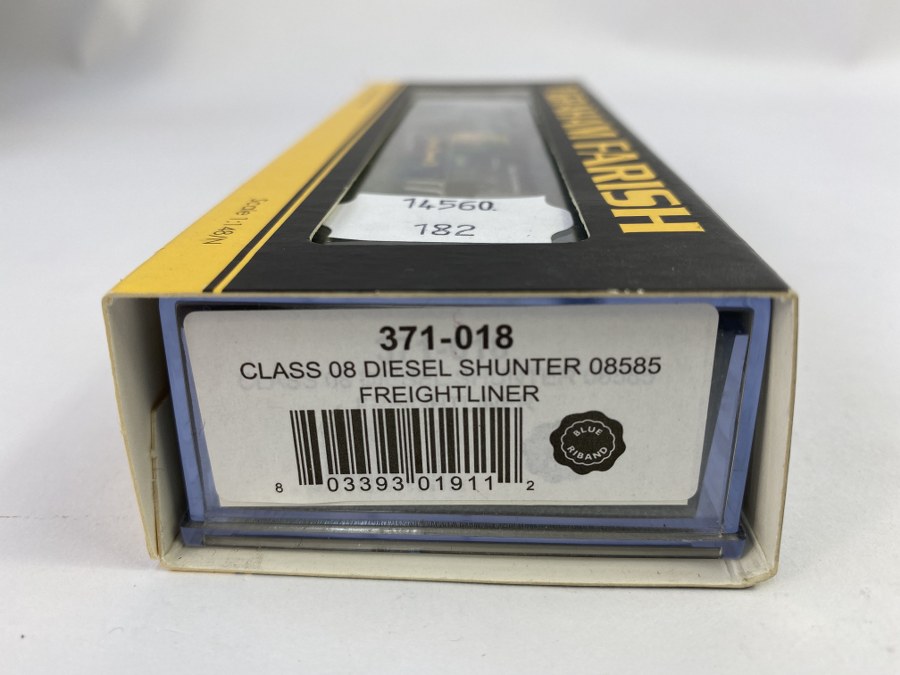 FARISH
Scale 1:148/N
14560
182
371-018
CLASS 08 DIESEL SHUNTER 08585
FREIGHTLINER
BLUE
RIBAND
8 03393 01911 2